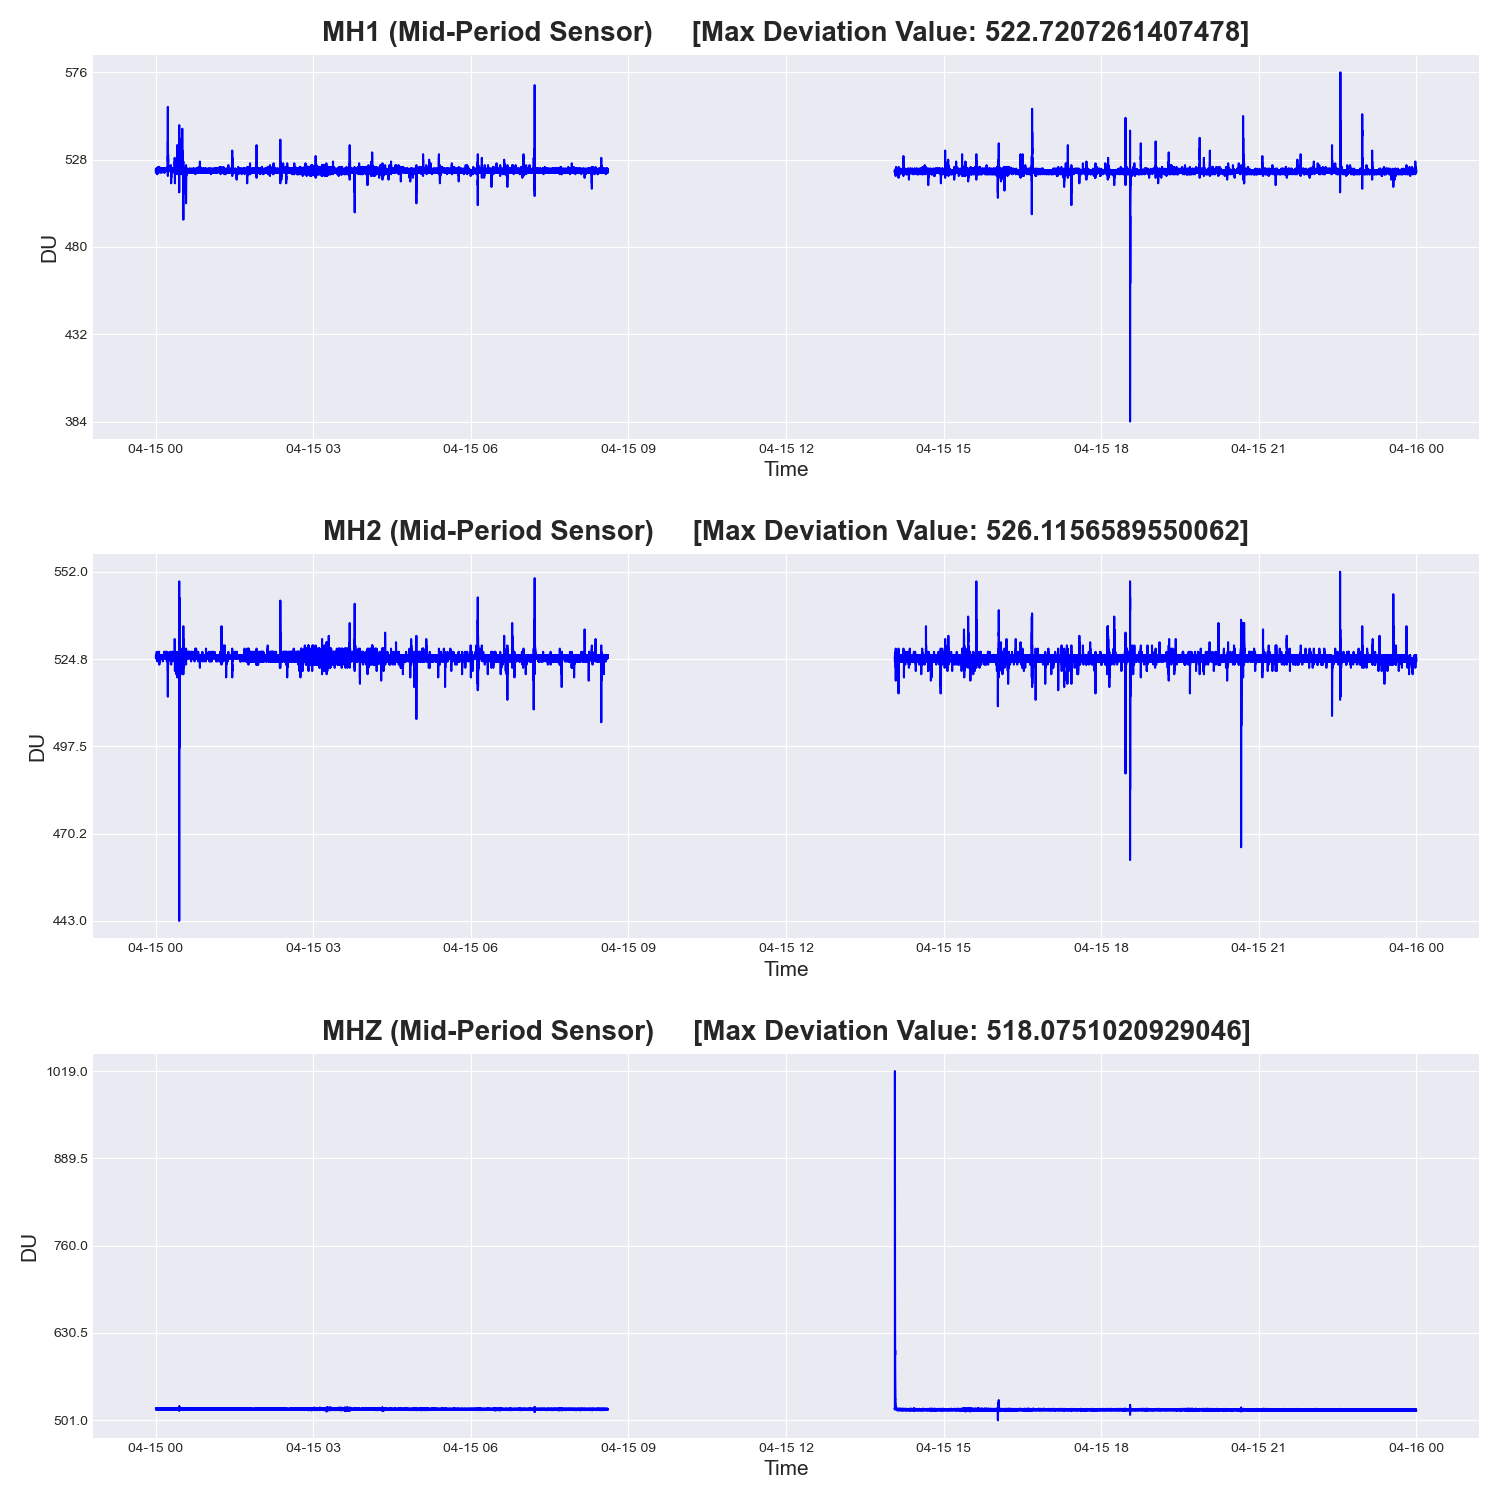 MH1 (Mid-Period Sensor) [Max Deviation Value: 522.7207261407478]
576
528
480
432
384
DU
04-15 00 04-15 03 04-15 06 04-15 09 04-15 12 04-15 15 04-15 18 04-15 21 04-16 00
Time
MH2 (Mid-Period Sensor) [Max Deviation Value: 526.1156589550062]
552.0
524.8
497.5
470.2
443.0
DU
04-15 00 04-15 03 04-15 06 04-15 09 04-15 12 04-15 15 04-15 18 04-15 21 04-16 00
Time
MHZ (Mid-Period Sensor) [Max Deviation Value: 518.0751020929046]
1019.0
889.5
760.0
630.5
501.0
DU
04-15 00 04-15 03 04-15 06 04-15 09 04-15 12 04-15 15 04-15 18 04-15 21 04-16 00
Time